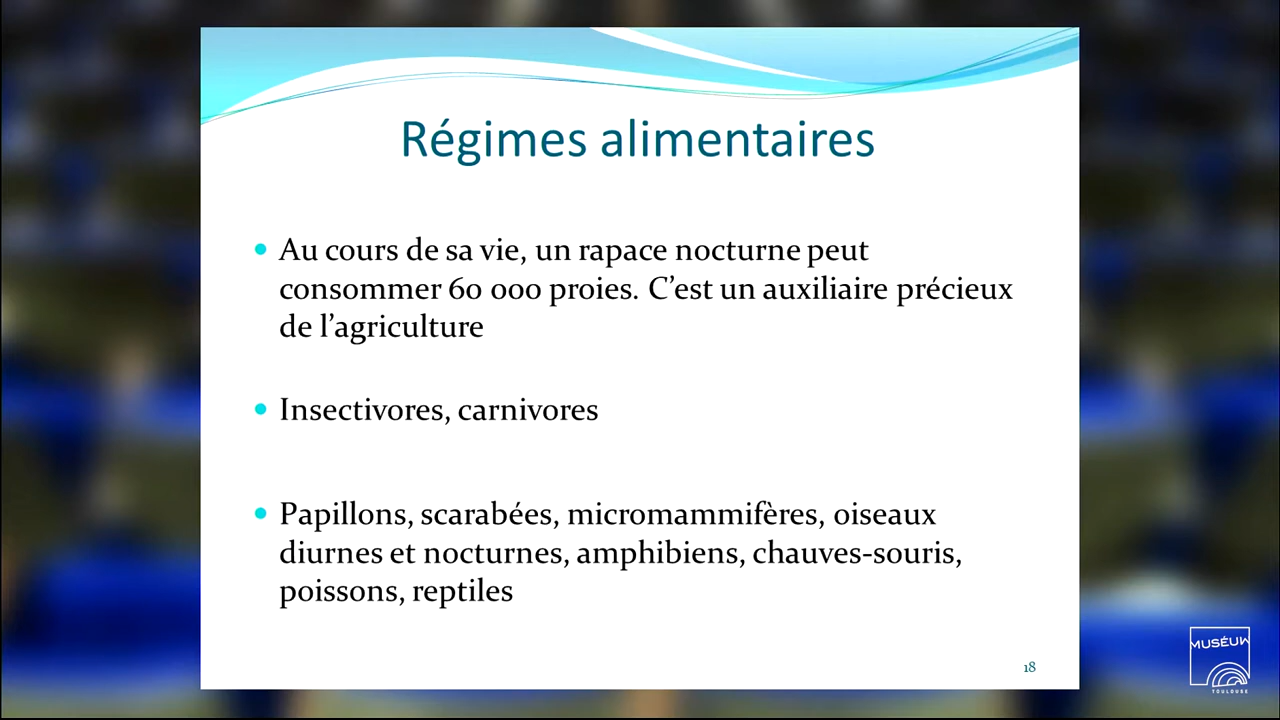 Régimes alimentaires
Au cours de sa vie, un rapace nocturne peut
consommer 60 000 proies. C’est un auxiliaire précieux
de l’agriculture
Insectivores, carnivores
Papillons, scarabées, micromammifères, oiseaux
diurnes et nocturnes, amphibiens, chauves-souris,
poissons, reptiles
18
MUSÉUM
TOULOUSE